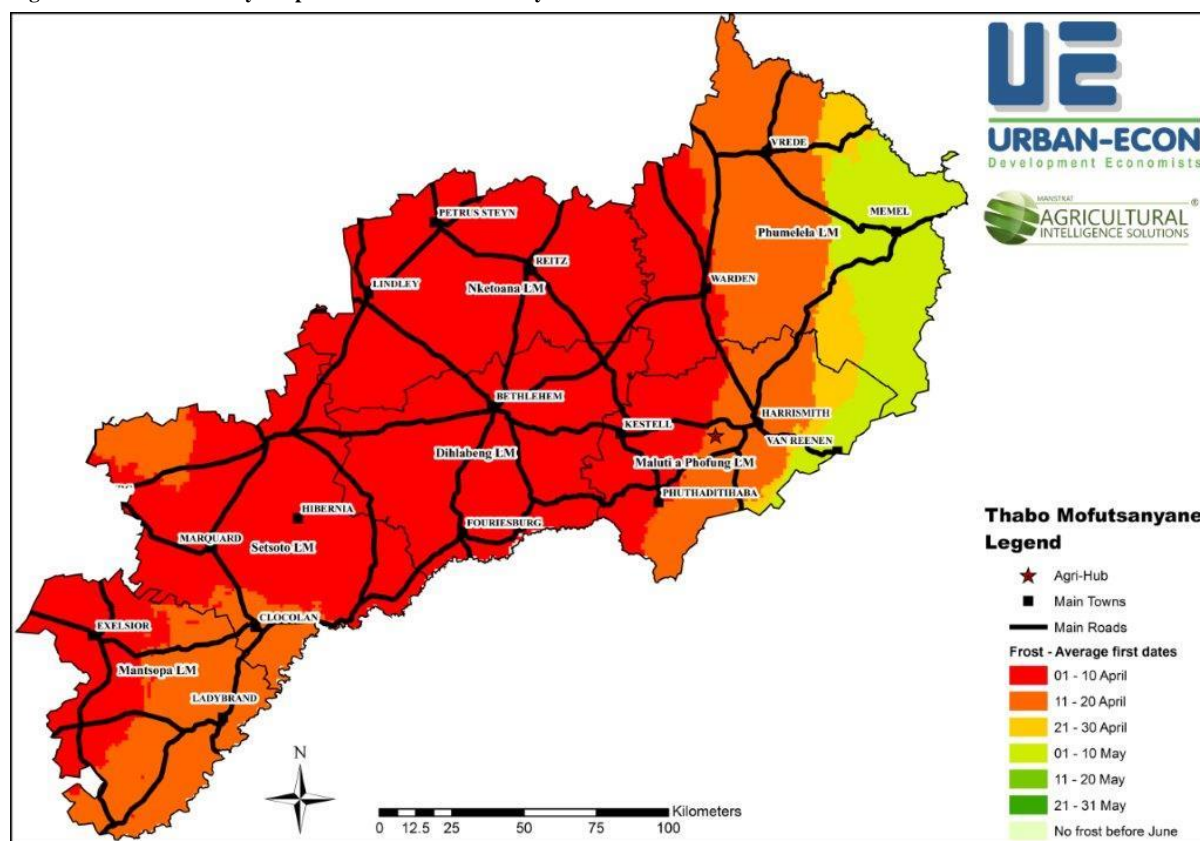 UE
URBAN-ECON
Development Economists
MANSTRAT
AGRICULTURAL ®
INTELLIGENCE SOLUTIONS
VREDE
PETRUS STEYN
MEMEL
Phumelela LM
REITZ
LINDLEY
Nketoana LM
WARDEN
BETHLEHEM
HARRISMITH
KESTELL
VAN REENEN
Dihlabeng LM
Maluti a Phofung LM
PHUTHADITJHABA
HIBERNIA
FOURIESBURG
MARQUARD
Setsoto LM
CLOCOLAN
EXELSIOR
Mantsopa LM
LADYBRAND
N
Kilometers
0 12.5 25 50 75 100
Thabo Mofutsanyane
Legend
Agri-Hub
Main Towns
Main Roads
Frost - Average first dates
01 - 10 April
11 - 20 April
21 - 30 April
01 - 10 May
11 - 20 May
21 - 31 May
No frost before June